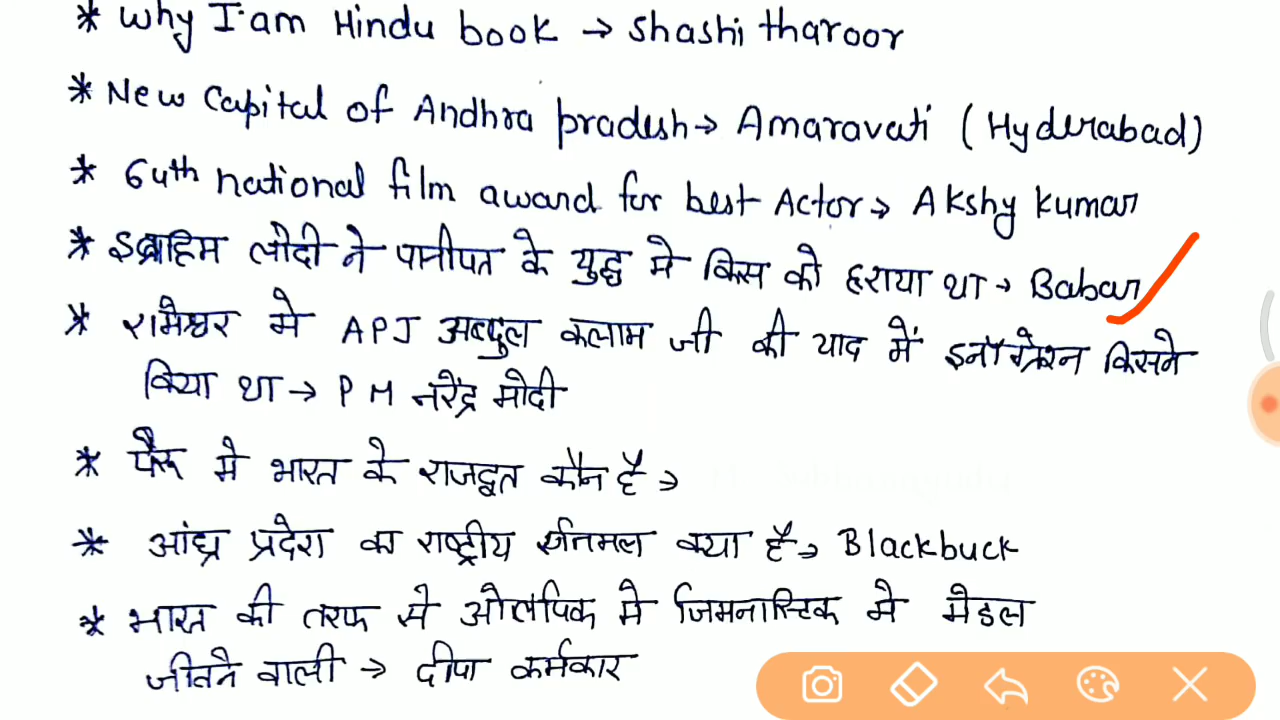 * Why I am Hindu book → Shashi tharoor
* New Capital of Andhra pradesh → Amaravati (Hyderabad)
* 64th national film award for best Actor → Akshy kumar
* इब्राहिम लोदी ने पानीपत के युद्ध मे किस को हराया था → Babar
* रामेश्वर मे APJ अब्दुल कलाम जी की याद में इनॉग्रेशन किसने
किया था → PM नरेंद्र मोदी
* पेरू मे भारत के राजदूत कौन है →
* आंध्र प्रदेश का राष्ट्रीय एनिमल क्या है → Blackbuck
* भारत की तरफ से ओलंपिक मे जिमनास्टिक मे मेडल
जीतने वाली → दीपा कर्मकार